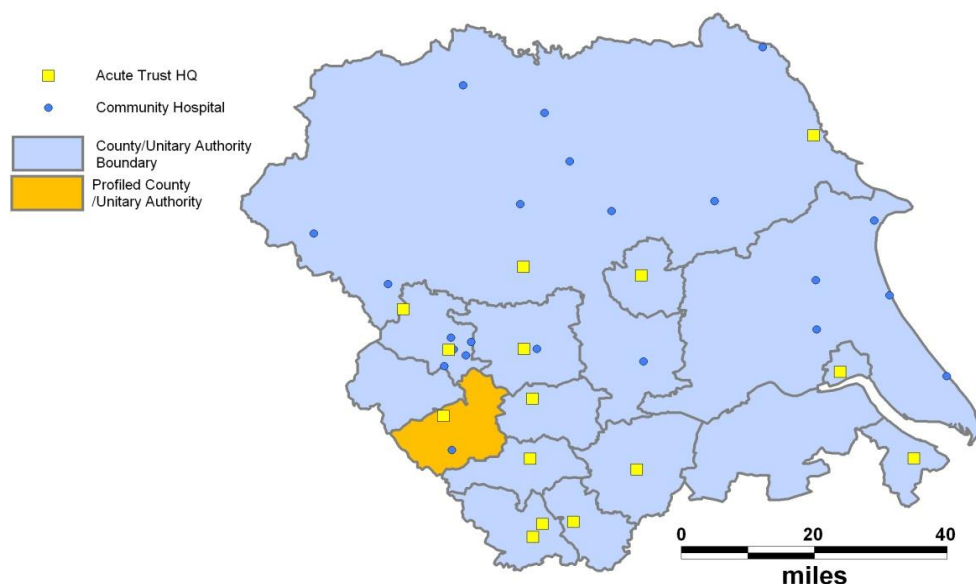 Acute Trust HQ
Community Hospital
County/Unitary Authority
Boundary
Profiled County
/Unitary Authority
0 20 40
miles